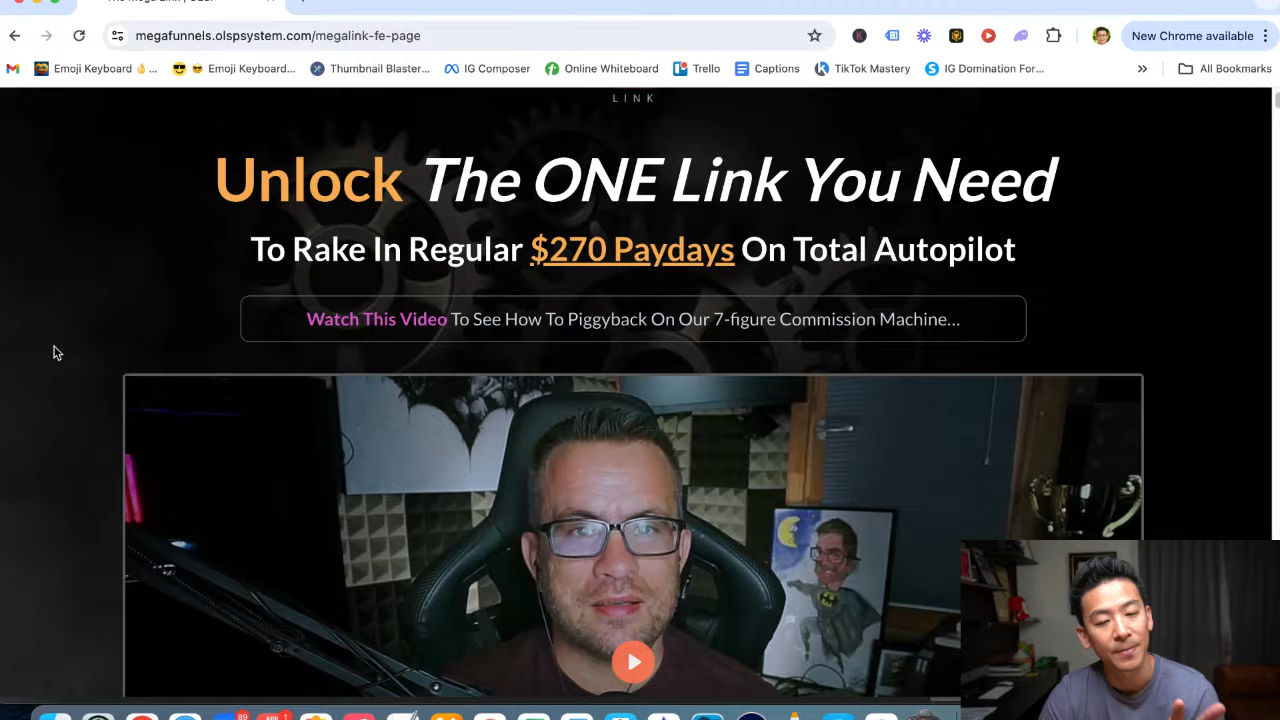 megafunnels.olspsystem.com/megalink-fe-page
New Chrome available
Emoji Keyboard 👌...
😎 Emoji Keyboard...
Thumbnail Blaster...
IG Composer
Online Whiteboard
Trello
Captions
TikTok Mastery
IG Domination For...
»
All Bookmarks
LINK
Unlock The ONE Link You Need
To Rake In Regular $270 Paydays On Total Autopilot
Watch This Video To See How To Piggyback On Our 7-figure Commission Machine...
89
APR 1